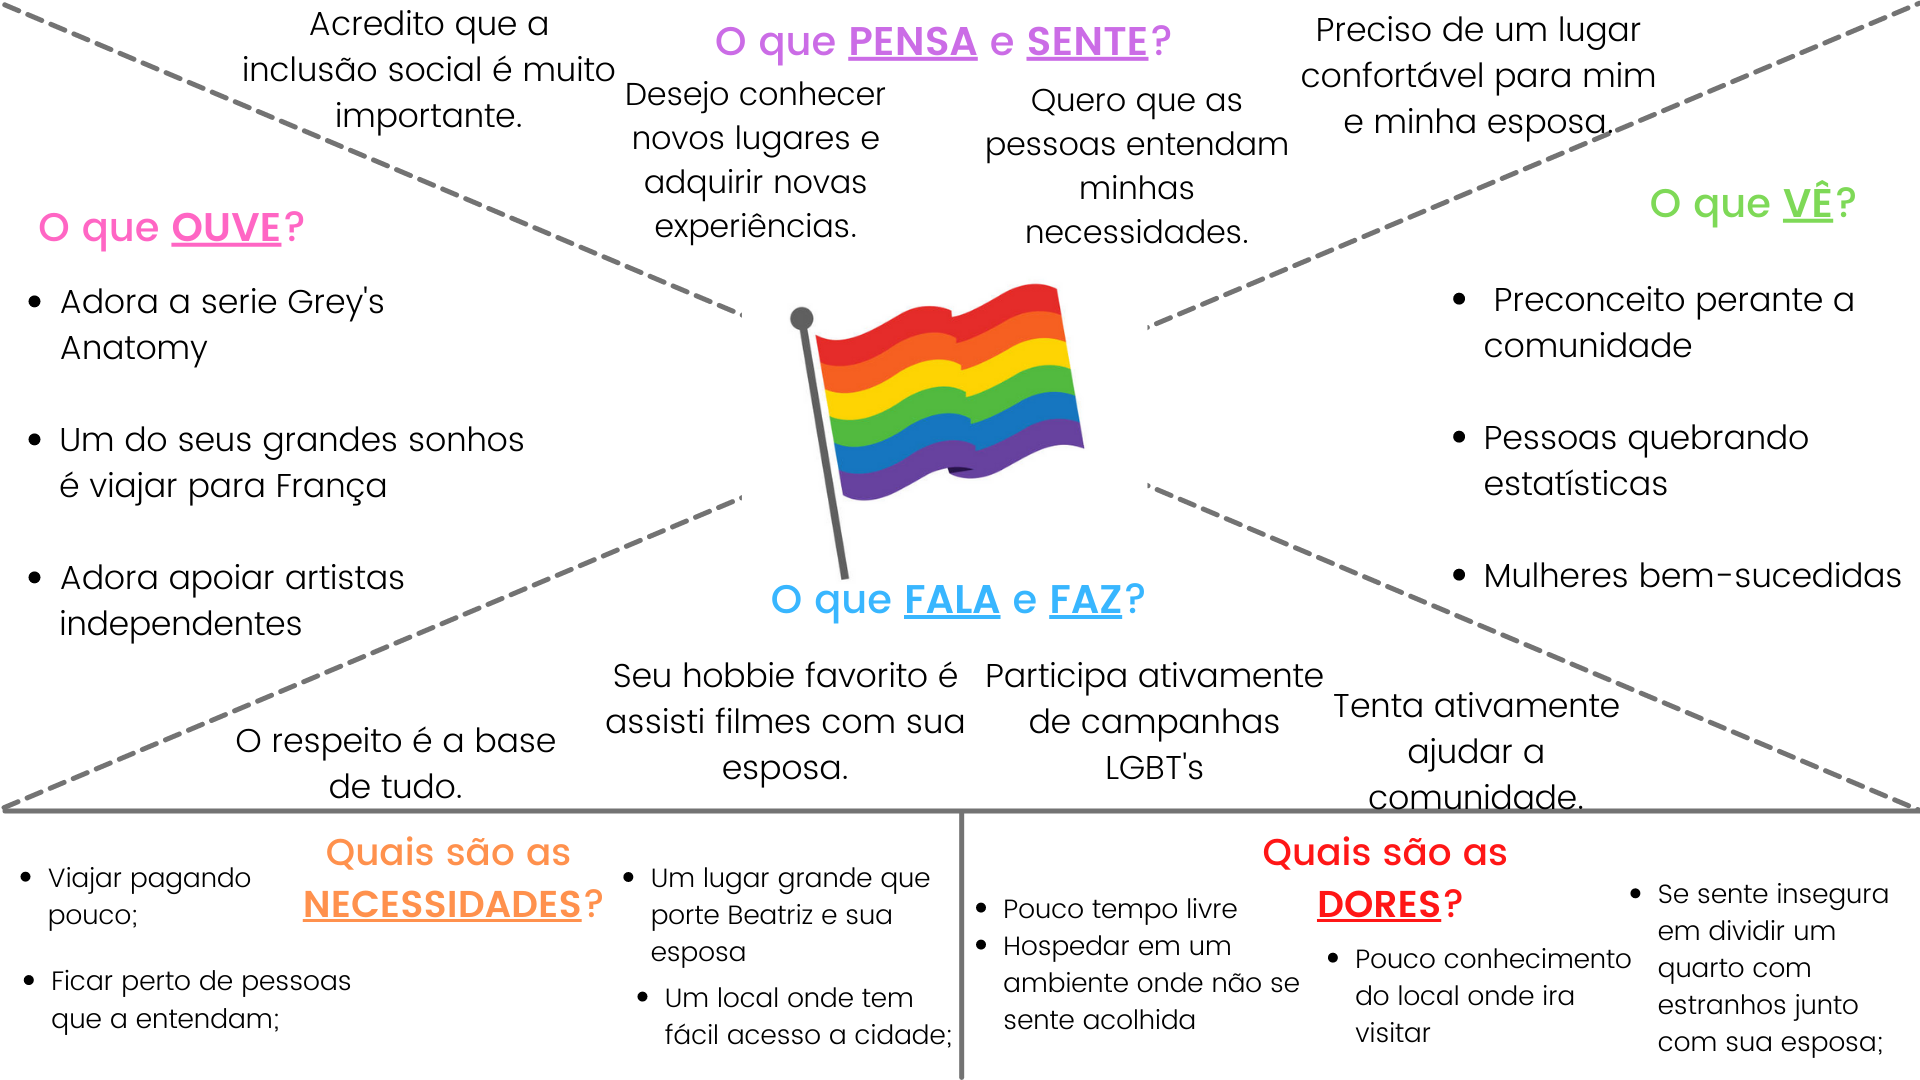 O que PENSA e SENTE?
Acredito que a
inclusão social é muito
importante.
Desejo conhecer
novos lugares e
adquirir novas
experiências.
Quero que as
pessoas entendam
minhas
necessidades.
Preciso de um lugar
confortável para mim
e minha esposa.
O que OUVE?
Adora a serie Grey's
Anatomy
Um do seus grandes sonhos
é viajar para França
Adora apoiar artistas
independentes
O que VÊ?
Preconceito perante a
comunidade
Pessoas quebrando
estatísticas
Mulheres bem-sucedidas
O que FALA e FAZ?
O respeito é a base
de tudo.
Seu hobbie favorito é
assisti filmes com sua
esposa.
Participa ativamente
de campanhas
LGBT's
Tenta ativamente
ajudar a
comunidade.
Quais são as
NECESSIDADES?
Viajar pagando
pouco;
Ficar perto de pessoas
que a entendam;
Um lugar grande que
porte Beatriz e sua
esposa
Um local onde tem
fácil acesso a cidade;
Quais são as
DORES?
Pouco tempo livre
Hospedar em um
ambiente onde não se
sente acolhida
Pouco conhecimento
do local onde ira
visitar
Se sente insegura
em dividir um
quarto com
estranhos junto
com sua esposa;